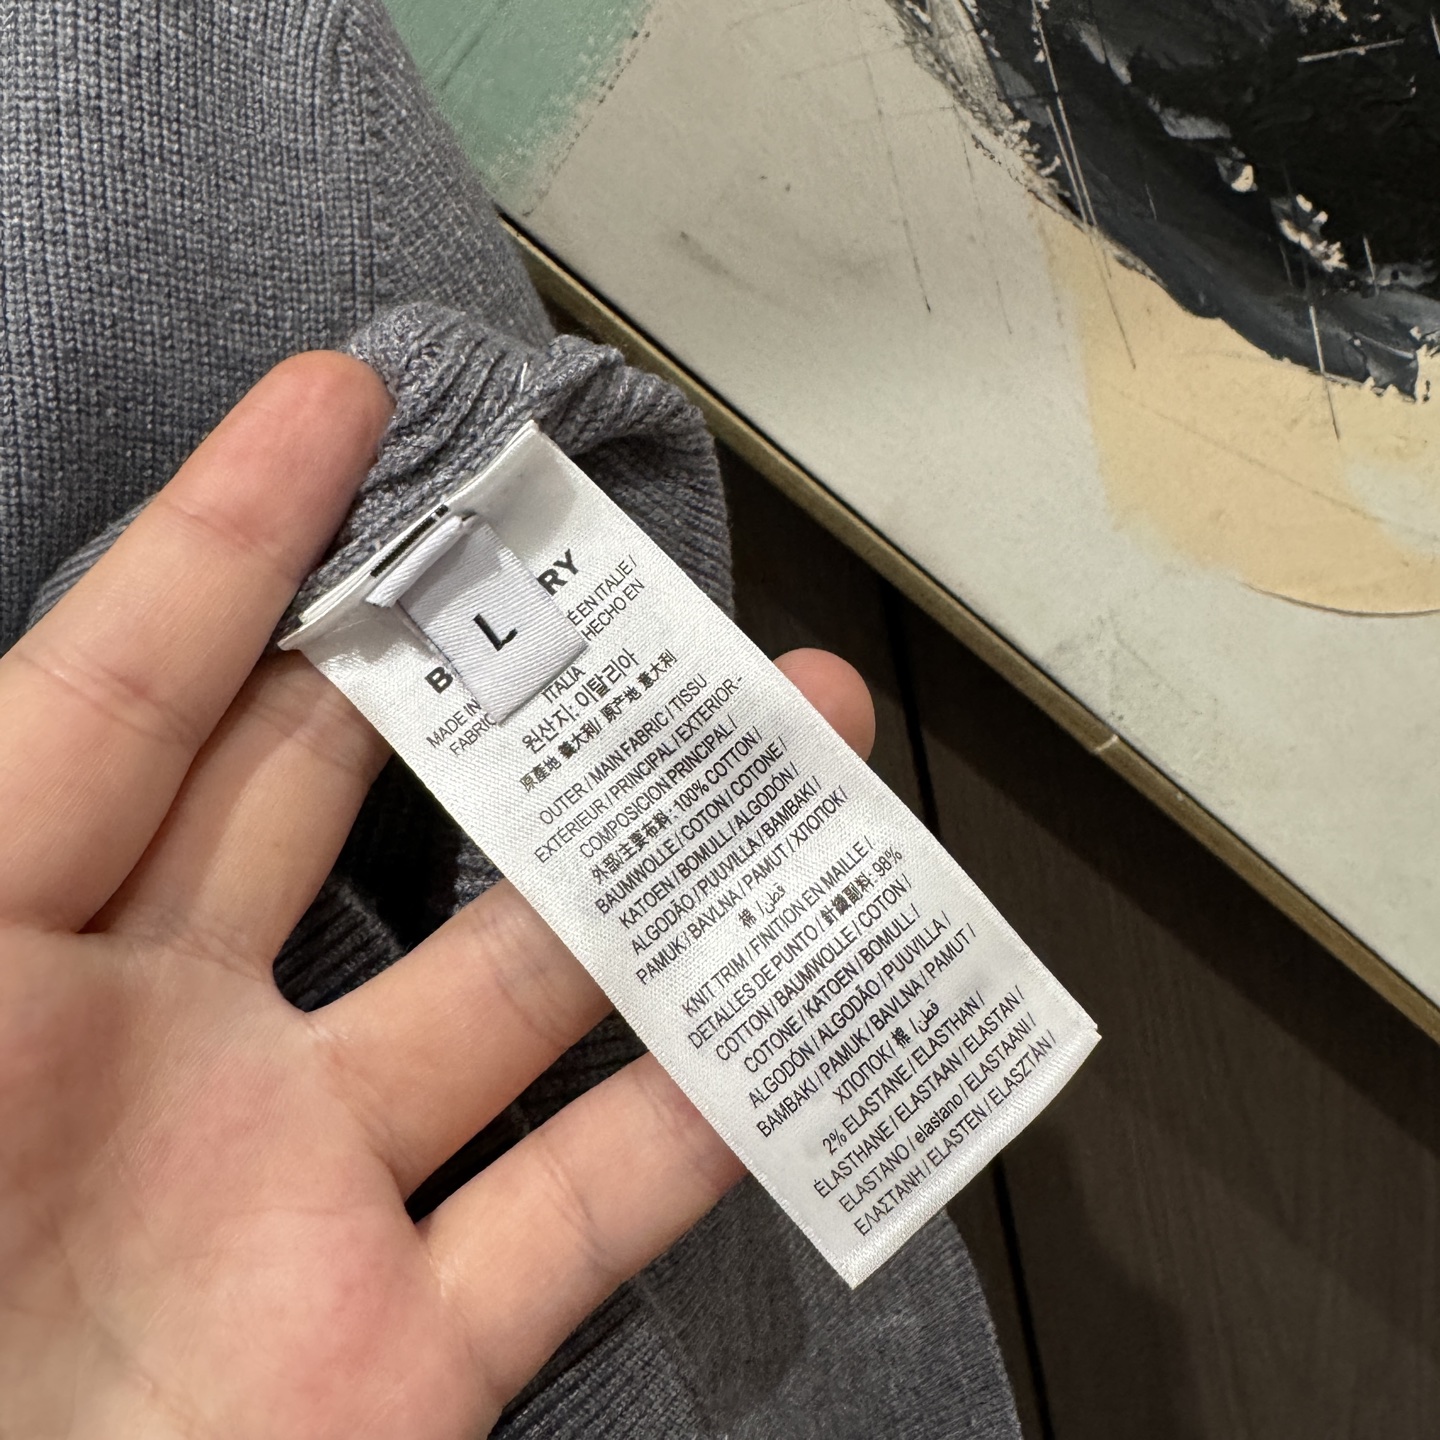 L
B RY
MADE IN É EN ITALIE /
FABRIC HECHO EN
ITALIA
원산지: 이탈리아
原産地 義大利/ 原产地 意大利
OUTER / MAIN FABRIC / TISSU
EXTÉRIEUR / PRINCIPAL / EXTERIOR-
COMPOSICION PRINCIPAL /
外部/主要布料: 100% COTTON /
BAUMWOLLE / COTON / COTONE /
KATOEN / BOMULL / ALGODÓN /
ALGODÃO / PUUVILLA / BAMBAKI /
PAMUK / BAVLNA / PAMUT / ХЛОПОК /
棉 / قطن
KNIT TRIM / FINITION EN MAILLE /
DETALLES DE PUNTO / 針織副料: 98%
COTTON / BAUMWOLLE / COTON /
COTONE / KATOEN / BOMULL /
ALGODÓN / ALGODÃO / PUUVILLA /
BAMBAKI / PAMUK / BAVLNA / PAMUT /
ХЛОПОК / 棉 / قطن
2% ELASTANE / ELASTHAN /
ÉLASTHANE / ELASTAAN / ELASTAN /
ELASTANO / elastano / ELASTAANI /
ΕΛΑΣΤΑΝΗ / ELASTEN / ELASZTÁN /